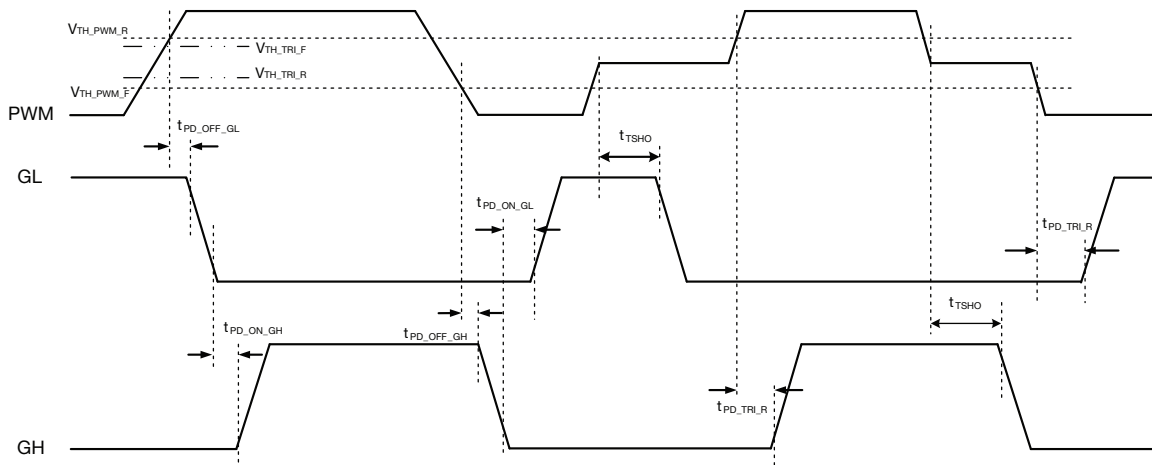 VTH_PWM_R
VTH_TRI_F
VTH_TRI_R
VTH_PWM_F
PWM
tPD_OFF_GL
tTSHO
GL
tPD_ON_GL
tPD_TRI_R
tTSHO
tPD_ON_GH
tPD_OFF_GH
tPD_TRI_R
GH